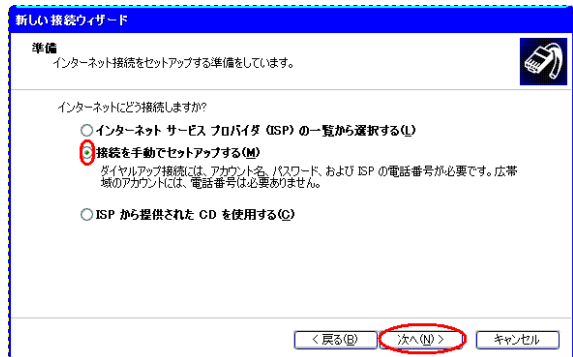 新しい接続ウィザード
準備
インターネット接続をセットアップする準備をしています。
インターネットにどう接続しますか?
インターネット サービス プロバイダ (ISP) の一覧から選択する(L)
接続を手動でセットアップする(M)
ダイヤルアップ接続には、アカウント名、パスワード、および ISP の電話番号が必要です。広帯
域のアカウントには、電話番号は必要ありません。
ISP から提供された CD を使用する(C)
< 戻る(B) 次へ(N) > キャンセル